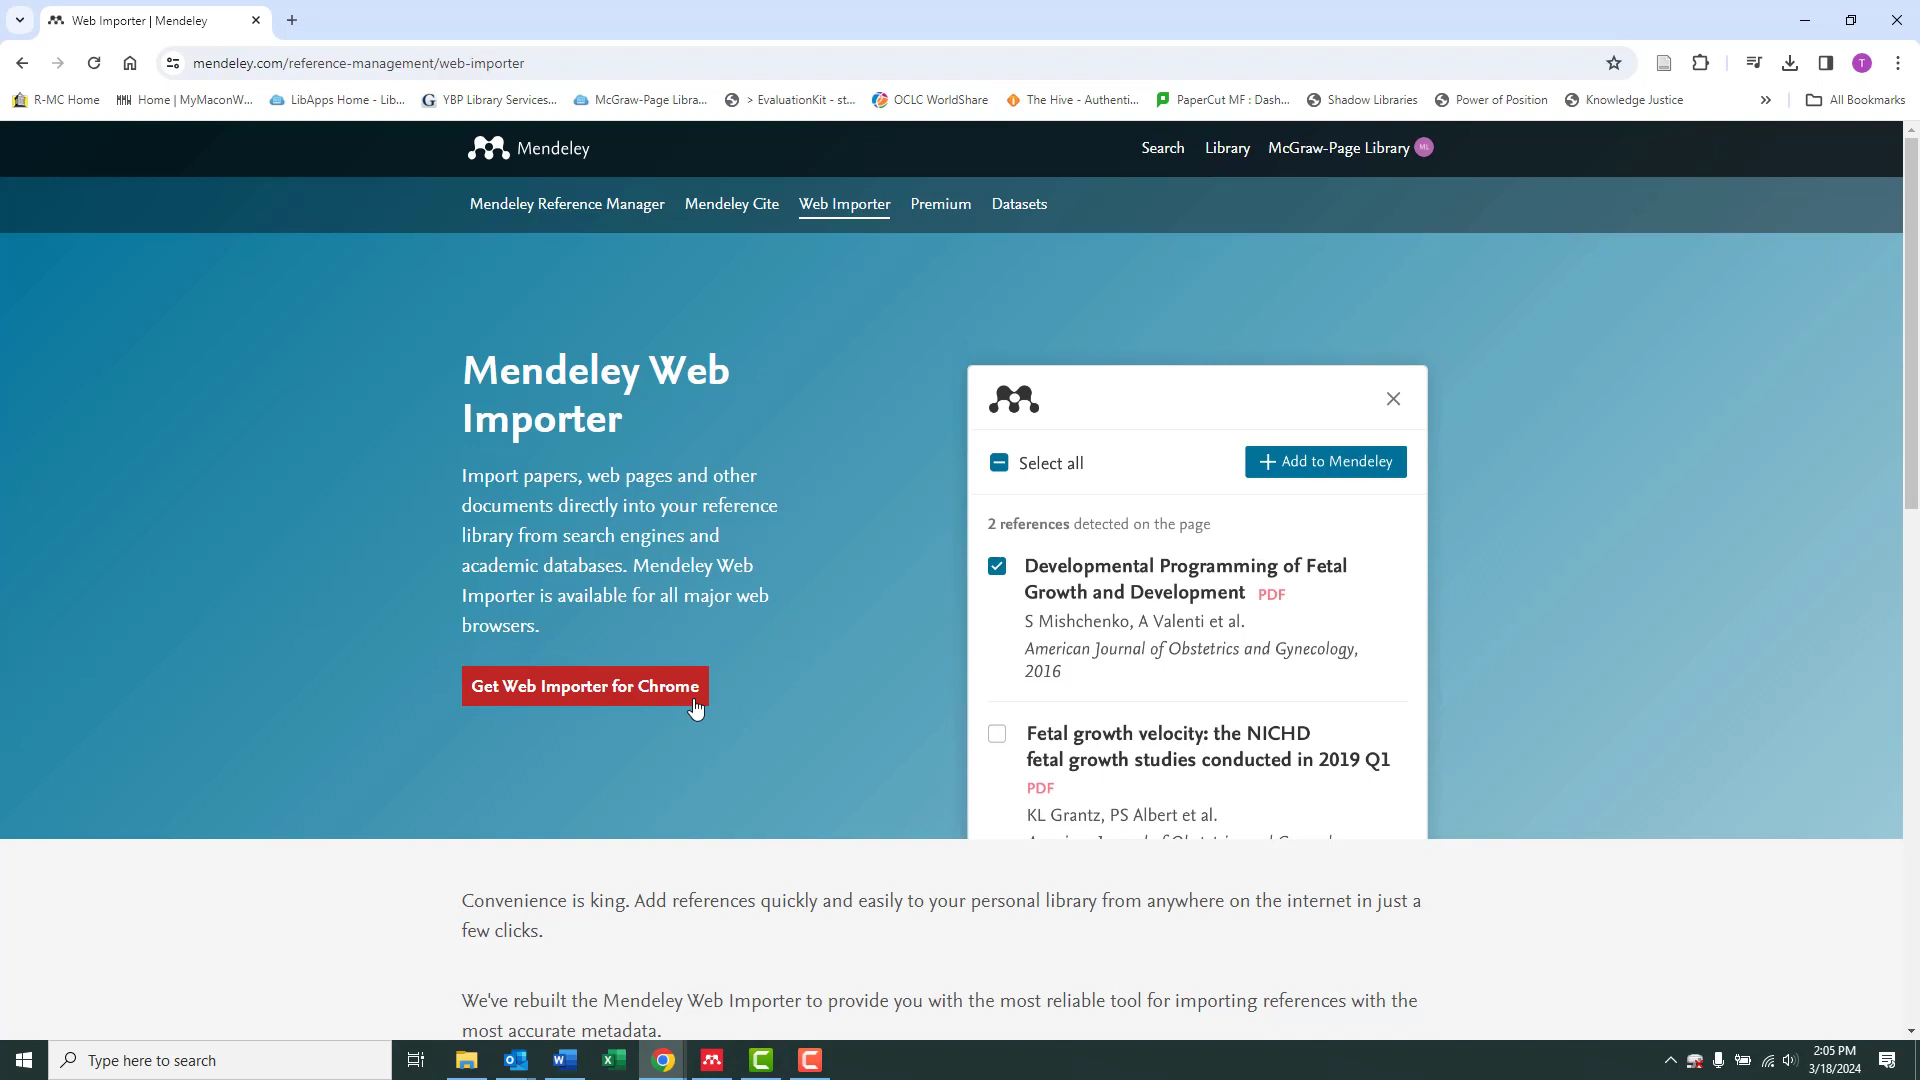 Web Importer | Mendeley
mendeley.com/reference-management/web-importer
R-MC Home
Home | MyMaconW...
LibApps Home - Lib...
YBP Library Services...
McGraw-Page Libra...
> EvaluationKit - st...
OCLC WorldShare
The Hive - Authenti...
PaperCut MF : Dash...
Shadow Libraries
Power of Position
Knowledge Justice
»
All Bookmarks
T
Mendeley
Search
Library
McGraw-Page Library
ML
Mendeley Reference Manager
Mendeley Cite
Web Importer
Premium
Datasets
Mendeley Web
Importer
Import papers, web pages and other
documents directly into your reference
library from search engines and
academic databases. Mendeley Web
Importer is available for all major web
browsers.
Get Web Importer for Chrome
Select all
+ Add to Mendeley
2 references detected on the page
Developmental Programming of Fetal
Growth and Development PDF
S Mishchenko, A Valenti et al.
American Journal of Obstetrics and Gynecology,
2016
Fetal growth velocity: the NICHD
fetal growth studies conducted in 2019 Q1
PDF
KL Grantz, PS Albert et al.
Convenience is king. Add references quickly and easily to your personal library from anywhere on the internet in just a
few clicks.
We've rebuilt the Mendeley Web Importer to provide you with the most reliable tool for importing references with the
most accurate metadata.
Type here to search
2:05 PM
3/18/2024